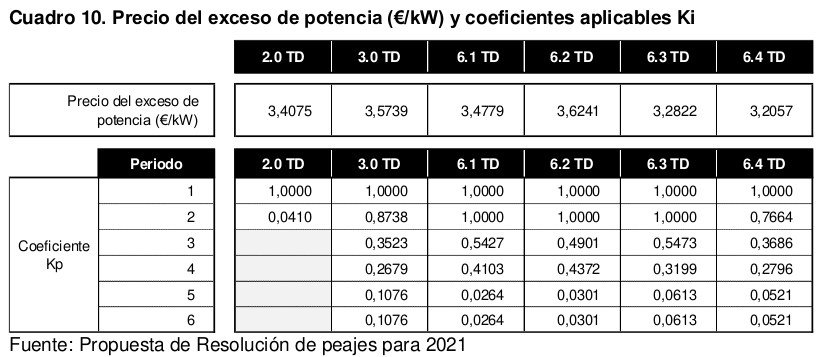 Cuadro 10. Precio del exceso de potencia (€/kW) y coeficientes aplicables Ki
2.0 TD 3.0 TD 6.1 TD 6.2 TD 6.3 TD 6.4 TD
Precio del exceso de potencia (€/kW) 3,4075 3,5739 3,4779 3,6241 3,2822 3,2057
Periodo 2.0 TD 3.0 TD 6.1 TD 6.2 TD 6.3 TD 6.4 TD
Coeficiente Kp
1 1,0000 1,0000 1,0000 1,0000 1,0000 1,0000
2 0,0410 0,8738 1,0000 1,0000 1,0000 0,7664
3 0,3523 0,5427 0,4901 0,5473 0,3686
4 0,2679 0,4103 0,4372 0,3199 0,2796
5 0,1076 0,0264 0,0301 0,0613 0,0521
6 0,1076 0,0264 0,0301 0,0613 0,0521
Fuente: Propuesta de Resolución de peajes para 2021